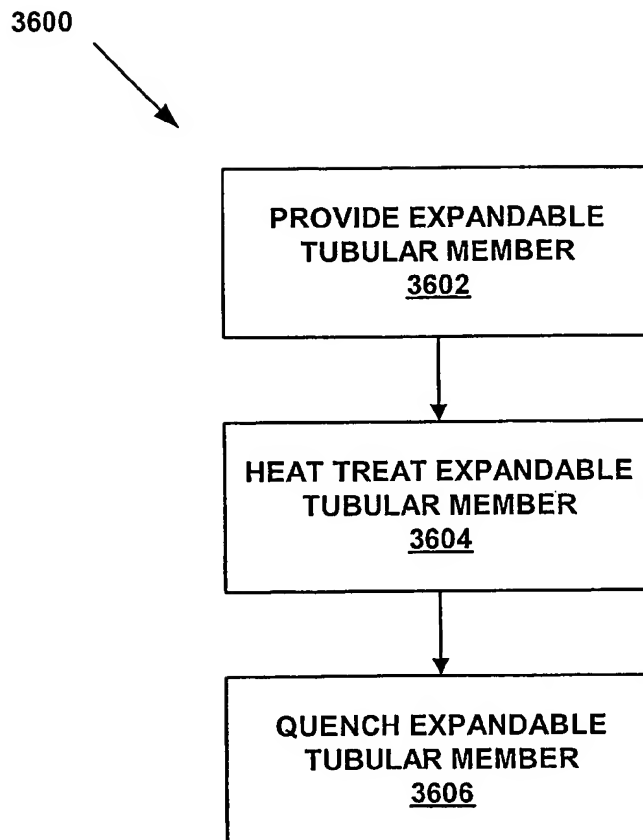 3600
PROVIDE EXPANDABLE
TUBULAR MEMBER
3602
HEAT TREAT EXPANDABLE
TUBULAR MEMBER
3604
QUENCH EXPANDABLE
TUBULAR MEMBER
3606